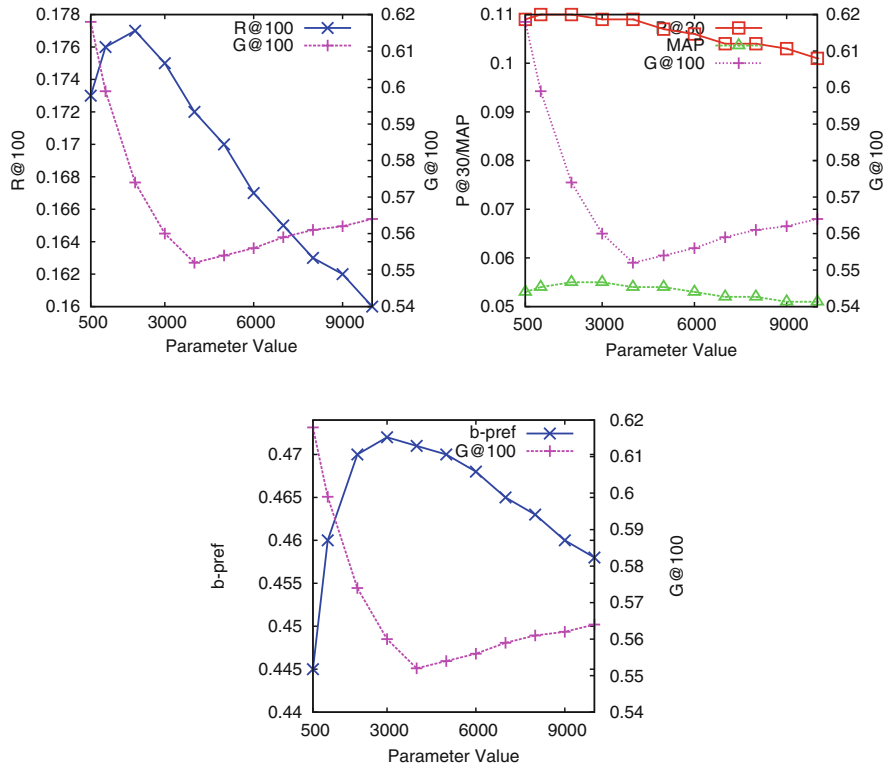 0.178
0.176
0.174
0.172
0.17
0.168
0.166
0.164
0.162
0.16
R@100
R@100
G@100
0.62
0.61
0.6
0.59
0.58
0.57
0.56
0.55
0.54
G@100
500 3000 6000 9000
Parameter Value
0.11
0.1
0.09
0.08
0.07
0.06
0.05
P@30/MAP
P@30
MAP
G@100
0.62
0.61
0.6
0.59
0.58
0.57
0.56
0.55
0.54
G@100
500 3000 6000 9000
Parameter Value
0.47
0.465
0.46
0.455
0.45
0.445
0.44
b-pref
b-pref
G@100
0.62
0.61
0.6
0.59
0.58
0.57
0.56
0.55
0.54
G@100
500 3000 6000 9000
Parameter Value